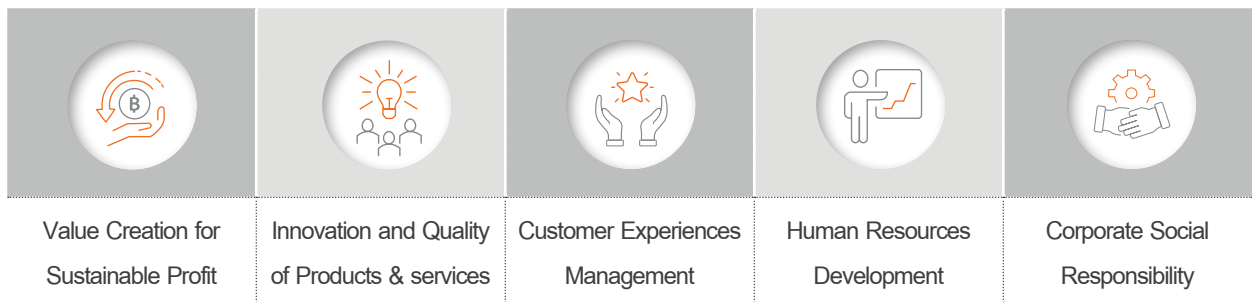 ฿
Value Creation for
Sustainable Profit
Innovation and Quality
of Products & services
Customer Experiences
Management
Human Resources
Development
Corporate Social
Responsibility